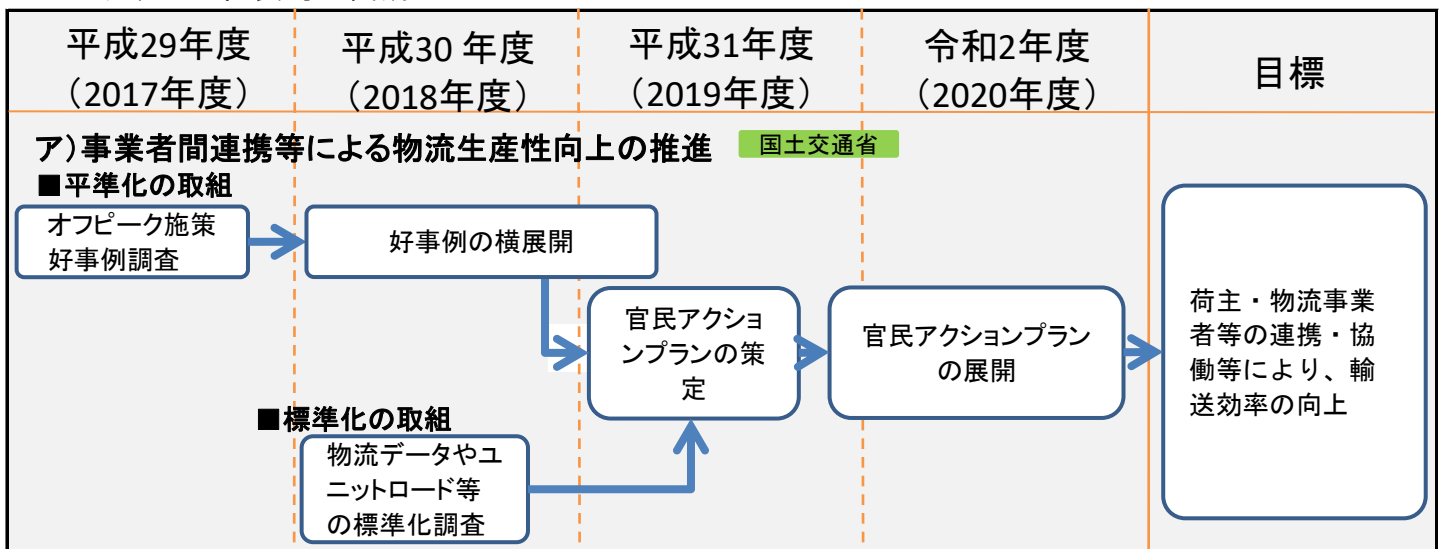 平成29年度
（2017年度）
平成30 年度
（2018年度）
平成31年度
（2019年度）
令和2年度
（2020年度）
目標
ア）事業者間連携等による物流生産性向上の推進
国土交通省
■平準化の取組
オフピーク施策
好事例調査
好事例の横展開
官民アクショ
ンプランの策
定
官民アクションプラン
の展開
荷主・物流事業
者等の連携・協
働等により、輸
送効率の向上
■標準化の取組
物流データやユ
ニットロード等
の標準化調査